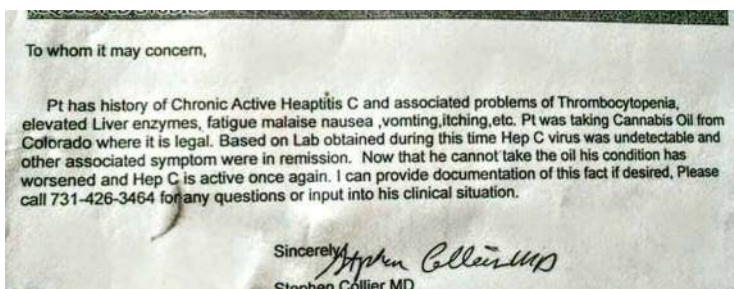 To whom it may concern,
Pt has history of Chronic Active Heaptitis C and associated problems of Thrombocytopenia,
elevated Liver enzymes, fatigue malaise nausea ,vomting,itching,etc. Pt was taking Cannabis Oil from
Colorado where it is legal. Based on Lab obtained during this time Hep C virus was undetectable and
other associated symptom were in remission. Now that he cannot take the oil his condition has
worsened and Hep C is active once again. I can provide documentation of this fact if desired, Please
call 731-426-3464 for any questions or input into his clinical situation.
Sincerely
Stephen Collier MD
Stephen Collier MD